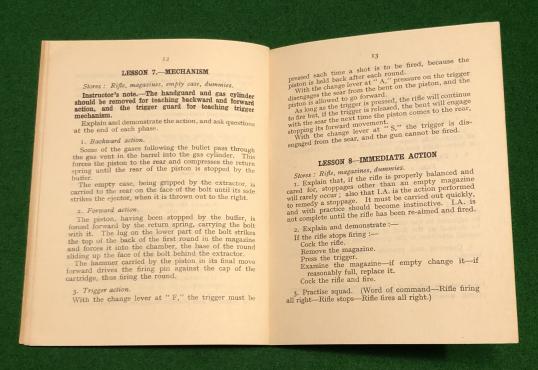 12
LESSON 7.—MECHANISM
Stores: Rifle, magazines, empty case, dummies.
Instructor's note.—The handguard and gas cylinder
should be removed for teaching backward and forward
action, and the trigger guard for teaching trigger
mechanism.
Explain and demonstrate the action, and ask questions
at the end of each phase.
1. Backward action.
Some of the gases following the bullet pass through
the gas vent in the barrel into the gas cylinder. This
forces the piston to the rear and compresses the return
spring until the rear of the piston is stopped by the
buffer.
The empty case, being gripped by the extractor, is
carried to the rear on the face of the bolt until its side
strikes the ejector, when it is thrown out to the right.
2. Forward action.
The piston, having been stopped by the buffer, is
forced forward by the return spring, carrying the bolt
with it. The lug on the lower part of the bolt strikes
the top of the back of the first round in the magazine
and forces it into the chamber, the base of the round
sliding up the face of the bolt behind the extractor.
The hammer carried by the piston in its final move
forward drives the firing pin against the cap of the
cartridge, thus firing the round.
3. Trigger action.
With the change lever at " F," the trigger must be
13
pressed each time a shot is to be fired, because the
piston is held back after each round.
With the change lever at " A," pressure on the trigger
disengages the sear from the bent on the piston, and the
piston is allowed to go forward.
As long as the trigger is pressed, the rifle will continue
to fire but, if the trigger is released, the bent will engage
with the sear the next time the piston comes to the rear,
stopping its forward movement.
With the change lever at " S," the trigger is dis-
engaged from the sear, and the gun cannot be fired.
LESSON 8—IMMEDIATE ACTION
Stores: Rifle, magazines, dummies.
1. Explain that, if the rifle is properly balanced and
cared for, stoppages other than an empty magazine
will rarely occur; also that I.A. is the action performed
to remedy a stoppage. It must be carried out quickly,
and with practice should become instinctive. I.A. is
not complete until the rifle has been re-aimed and fired.
2. Explain and demonstrate :—
If the rifle stops firing :—
Cock the rifle.
Remove the magazine.
Press the trigger.
Examine the magazine—if empty change it—if
reasonably full, replace it.
Cock the rifle and fire.
3. Practise squad. (Word of command—Rifle firing
all right—Rifle stops—Rifle fires all right.)